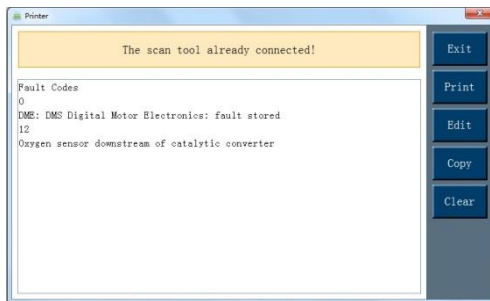 Printer
The scan tool already connected!
Exit
Print
Edit
Copy
Clear
Fault Codes
0
DME: DMS Digital Motor Electronics: fault stored
12
Oxygen sensor downstream of catalytic converter